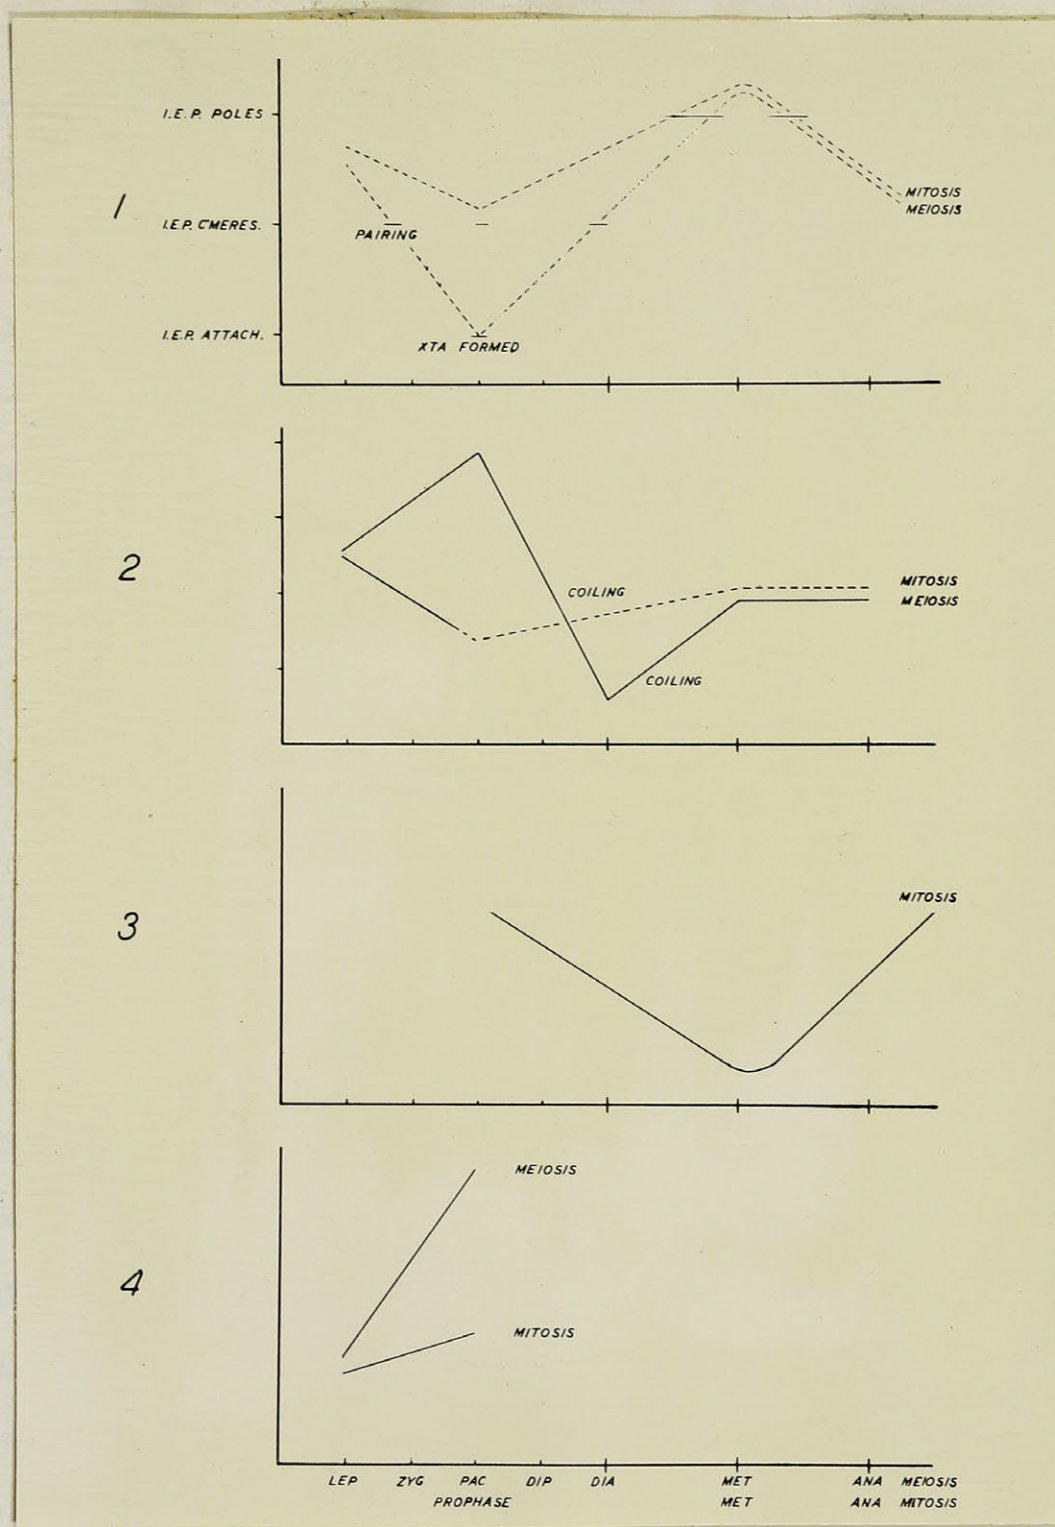 1
I.E.P. POLES
I.E.P. C'MERES.
I.E.P. ATTACH.
PAIRING
XTA FORMED
MITOSIS
MEIOSIS
2
COILING
COILING
MITOSIS
MEIOSIS
3
MITOSIS
4
MEIOSIS
MITOSIS
LEP ZYG PAC DIP DIA MET ANA MEIOSIS
PROPHASE MET ANA MITOSIS